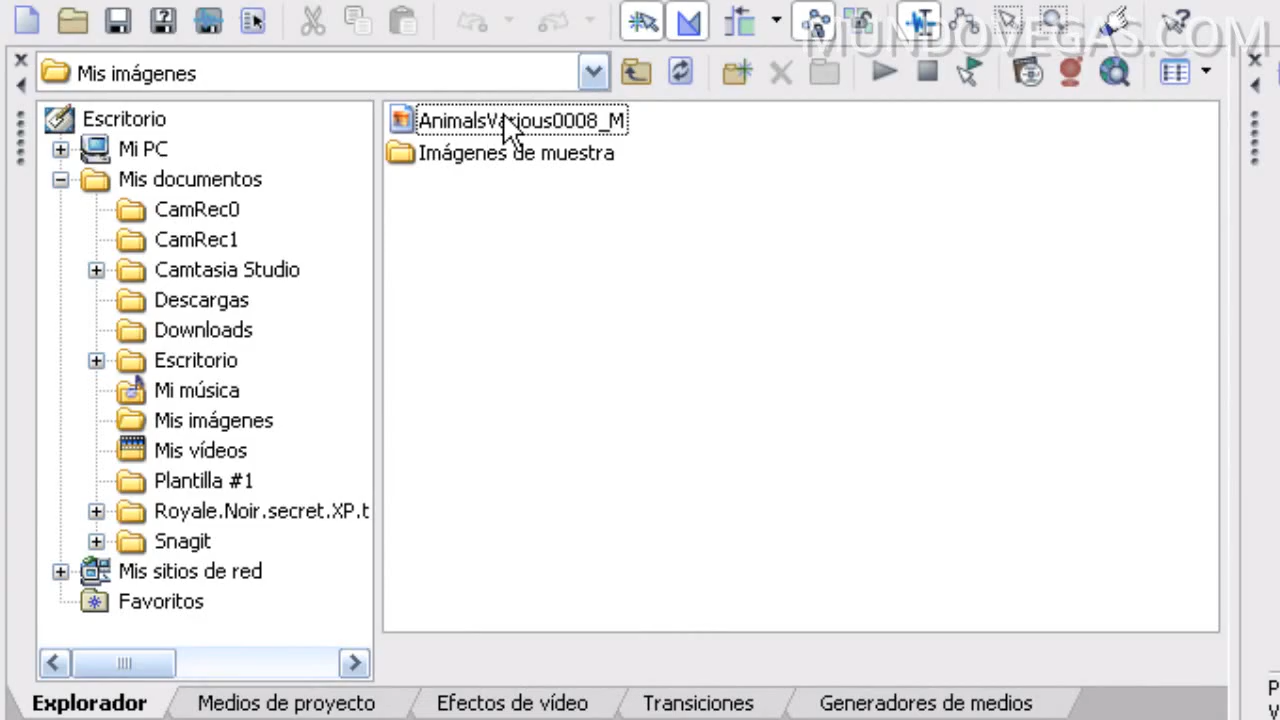 MUNDOVEGAS.COM
Mis imágenes
Escritorio
Mi PC
Mis documentos
CamRec0
CamRec1
Camtasia Studio
Descargas
Downloads
Escritorio
Mi música
Mis imágenes
Mis vídeos
Plantilla #1
Royale.Noir.secret.XP.t
Snagit
Mis sitios de red
Favoritos
AnimalsVarious0008_M
Imágenes de muestra
Explorador
Medios de proyecto
Efectos de vídeo
Transiciones
Generadores de medios